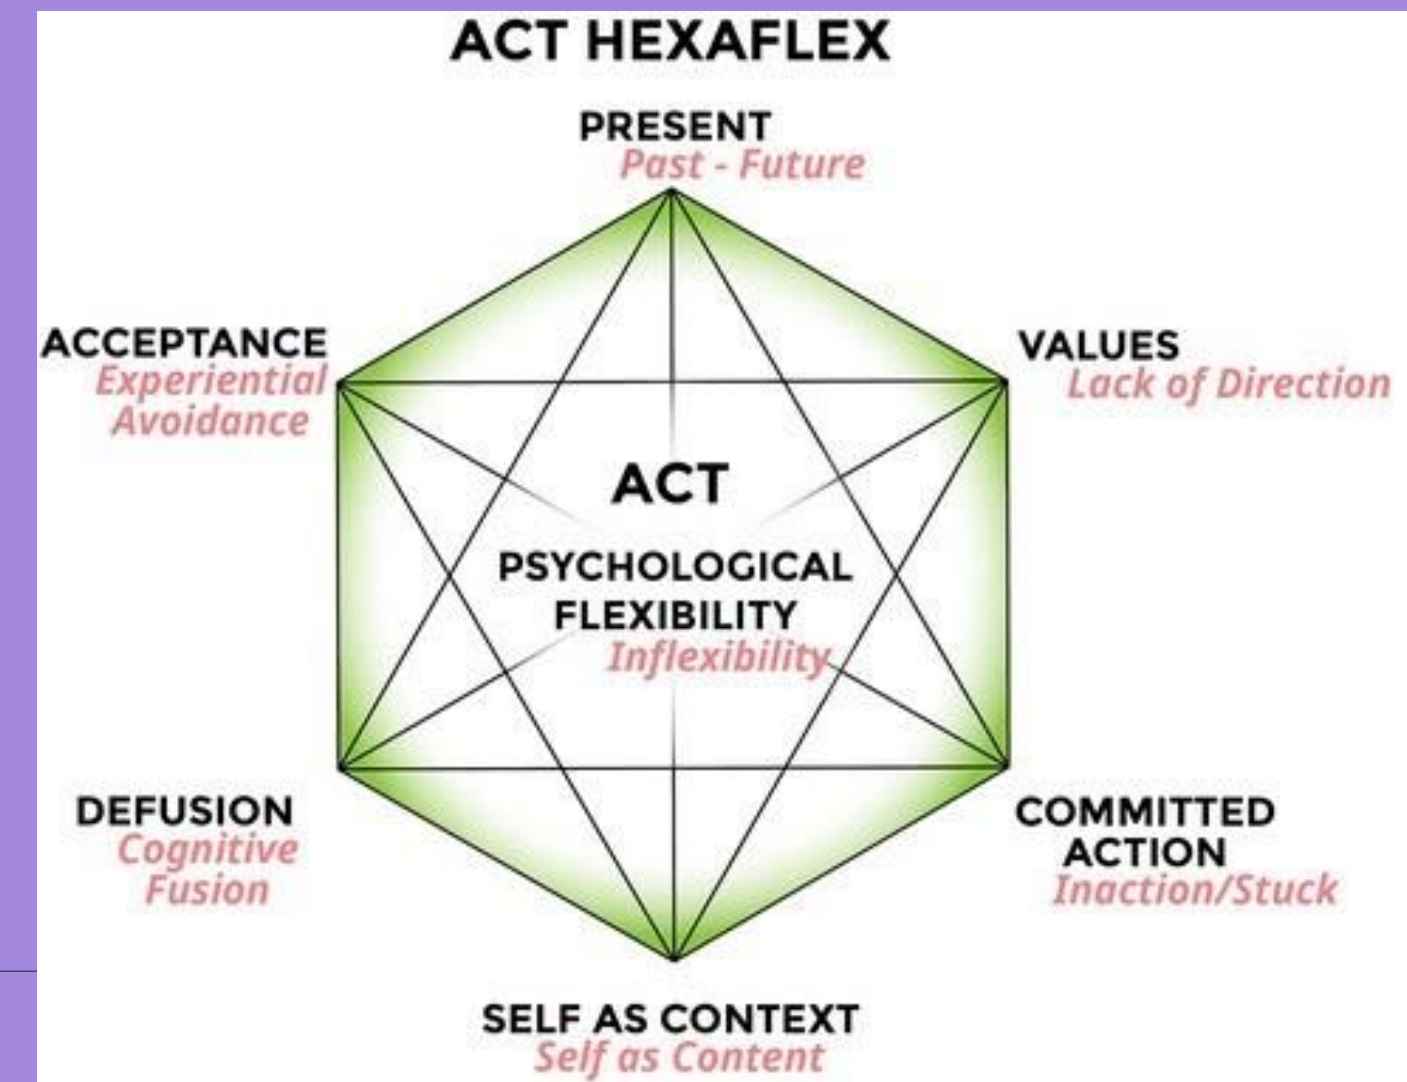 ACT HEXAFLEX
PRESENT
Past - Future
ACCEPTANCE
Experiential
Avoidance
VALUES
Lack of Direction
ACT
PSYCHOLOGICAL
FLEXIBILITY
Inflexibility
DEFUSION
Cognitive
Fusion
COMMITTED
ACTION
Inaction/Stuck
SELF AS CONTEXT
Self as Content